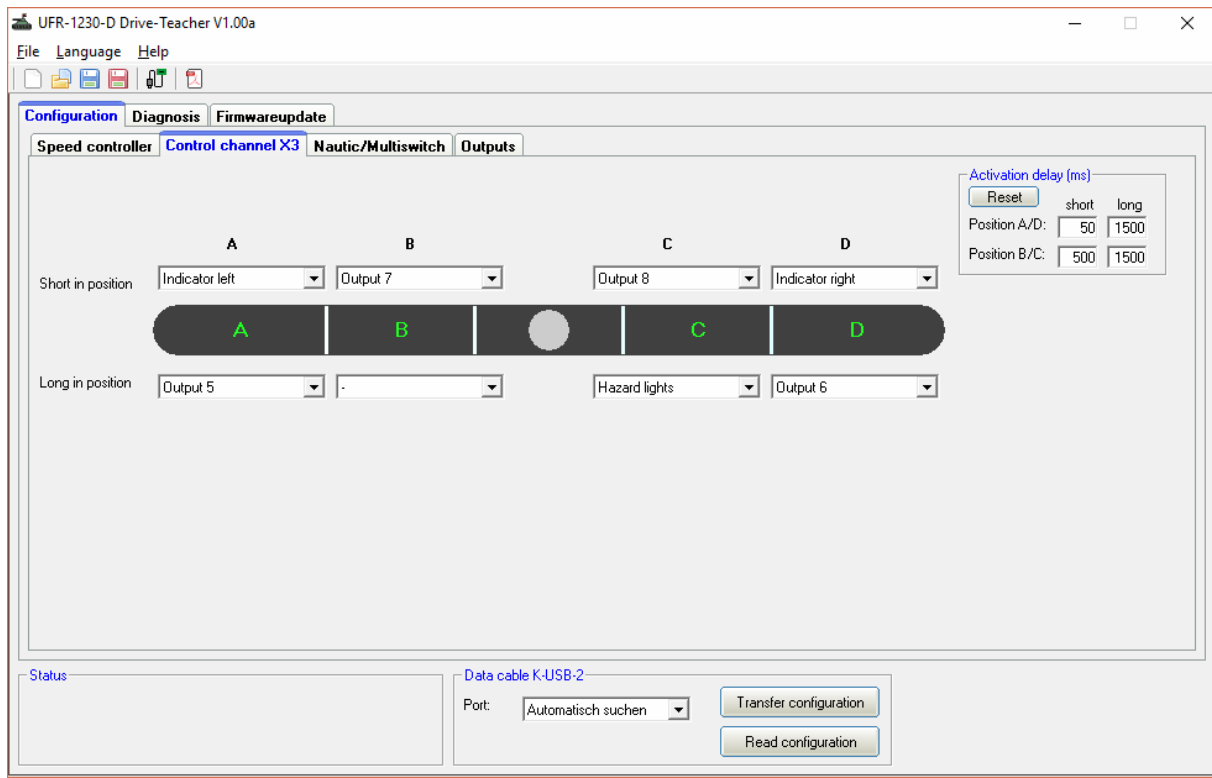 UFR-1230-D Drive-Teacher V1.00a
File Language Help
Configuration Diagnosis Firmwareupdate
Speed controller Control channel X3 Nautic/Multiswitch Outputs
Activation delay (ms)
Reset short long
Position A/D: 50 1500
Position B/C: 500 1500
A B C D
Short in position Indicator left Output 7 Output 8 Indicator right
A B C D
Long in position Output 5 - Hazard lights Output 6
Status
Data cable K-USB-2
Port: Automatisch suchen Transfer configuration
Read configuration